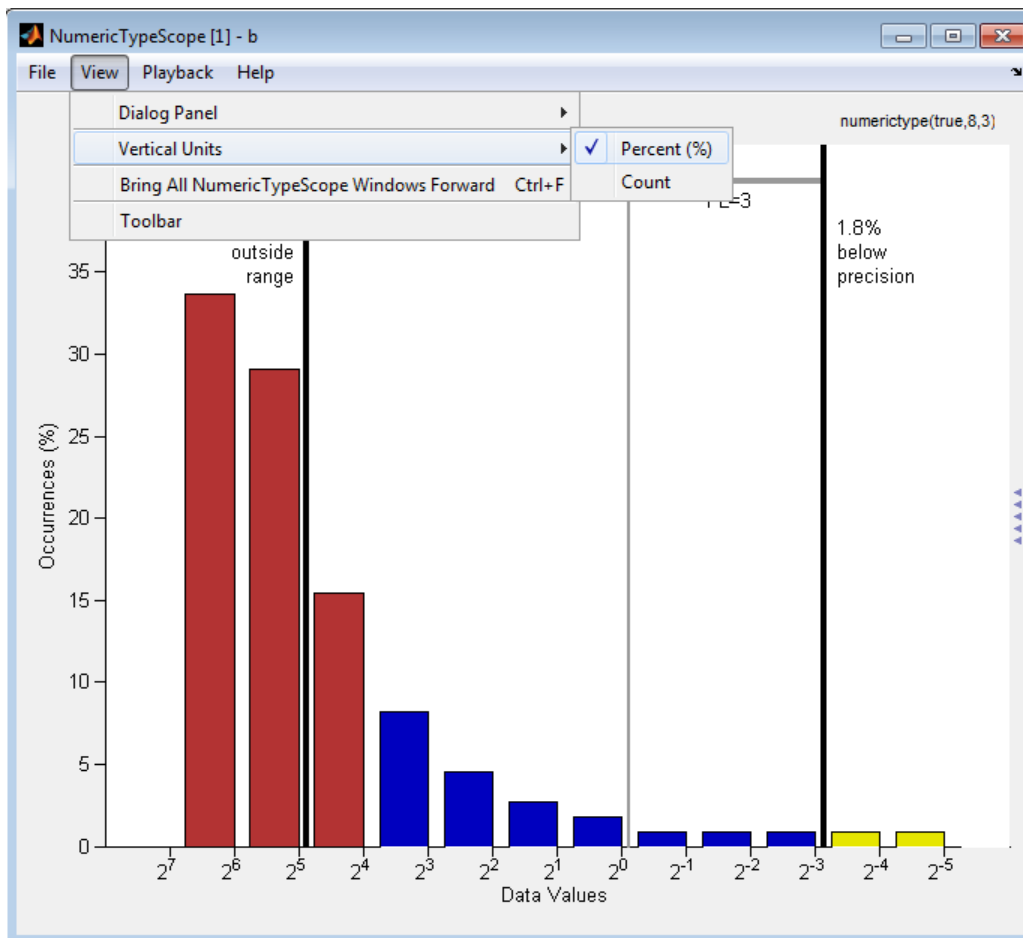 NumericTypeScope [1] - b
File View Playback Help
Dialog Panel
Vertical Units
Bring All NumericTypeScope Windows Forward Ctrl+F
Toolbar
✓ Percent (%)
Count
numerictype(true,8,3)
outside
range
1.8%
below
precision
35
30
25
20
15
10
5
0
Occurrences (%)
2^7 2^6 2^5 2^4 2^3 2^2 2^1 2^0 2^-1 2^-2 2^-3 2^-4 2^-5
Data Values